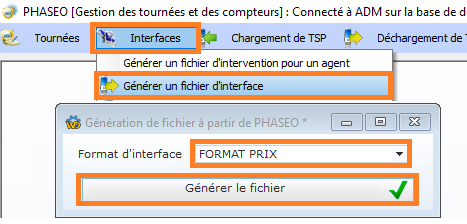 PHASEO [Gestion des tournées et des compteurs] : Connecté à ADM sur la base de d
Tournées Interfaces Chargement de TSP Déchargement de T
Générer un fichier d'intervention pour un agent
Générer un fichier d'interface
Génération de fichier à partir de PHASEO *
Format d'interface FORMAT PRIX
Générer le fichier